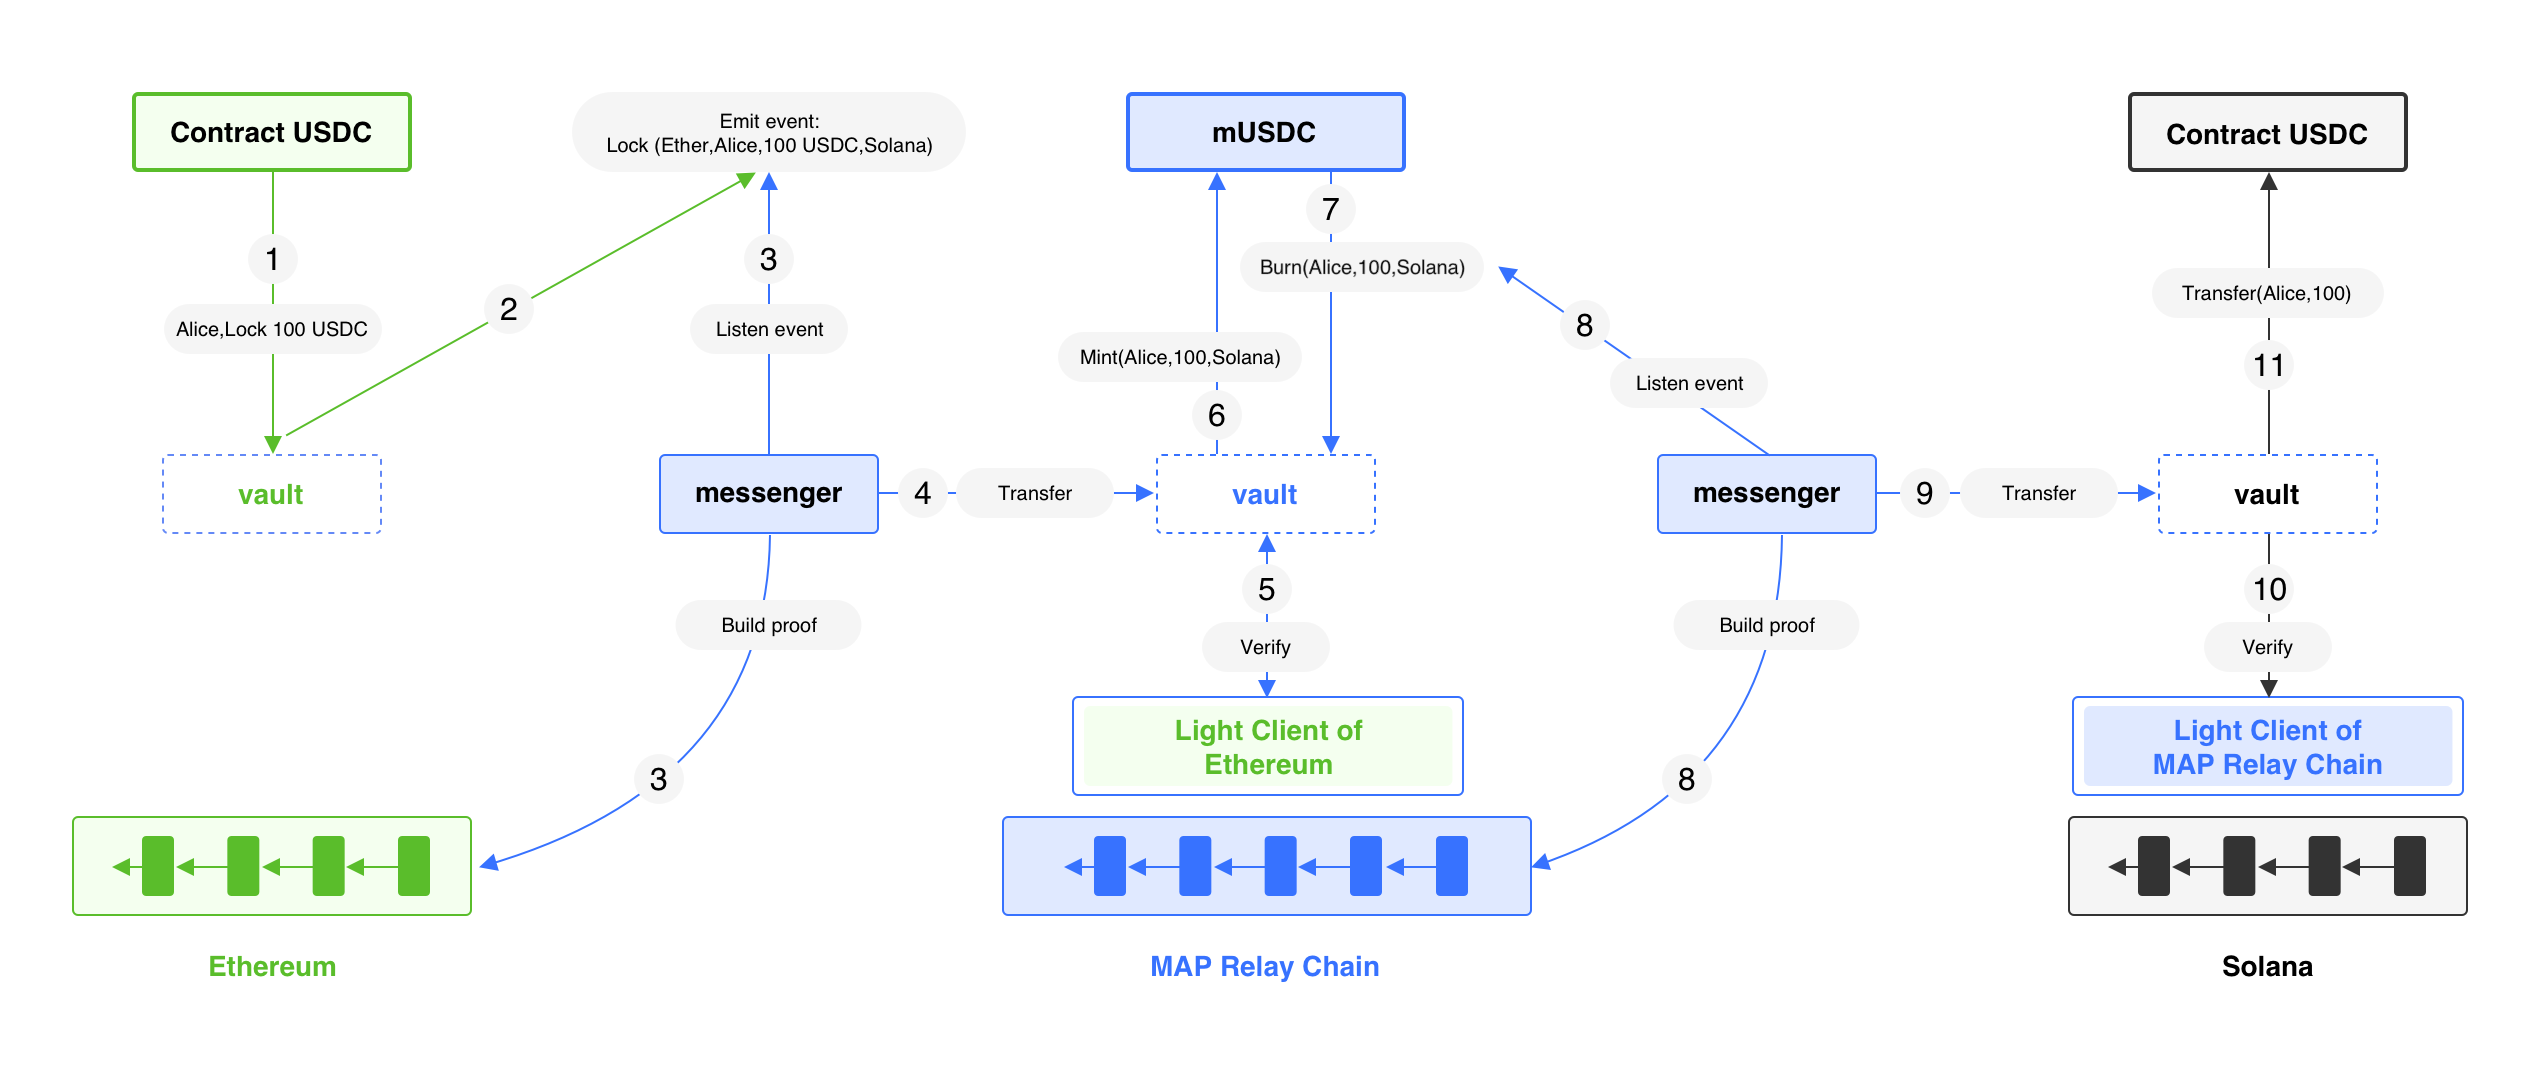 Contract USDC
Emit event:
Lock (Ether,Alice,100 USDC,Solana)
mUSDC
Contract USDC
1
Alice,Lock 100 USDC
2
3
Listen event
7
Burn(Alice,100,Solana)
Mint(Alice,100,Solana)
6
8
Listen event
Transfer(Alice,100)
11
vault
messenger
4
Transfer
vault
messenger
9
Transfer
vault
Build proof
3
5
Verify
Build proof
8
10
Verify
Light Client of
Ethereum
Light Client of
MAP Relay Chain
Ethereum
MAP Relay Chain
Solana